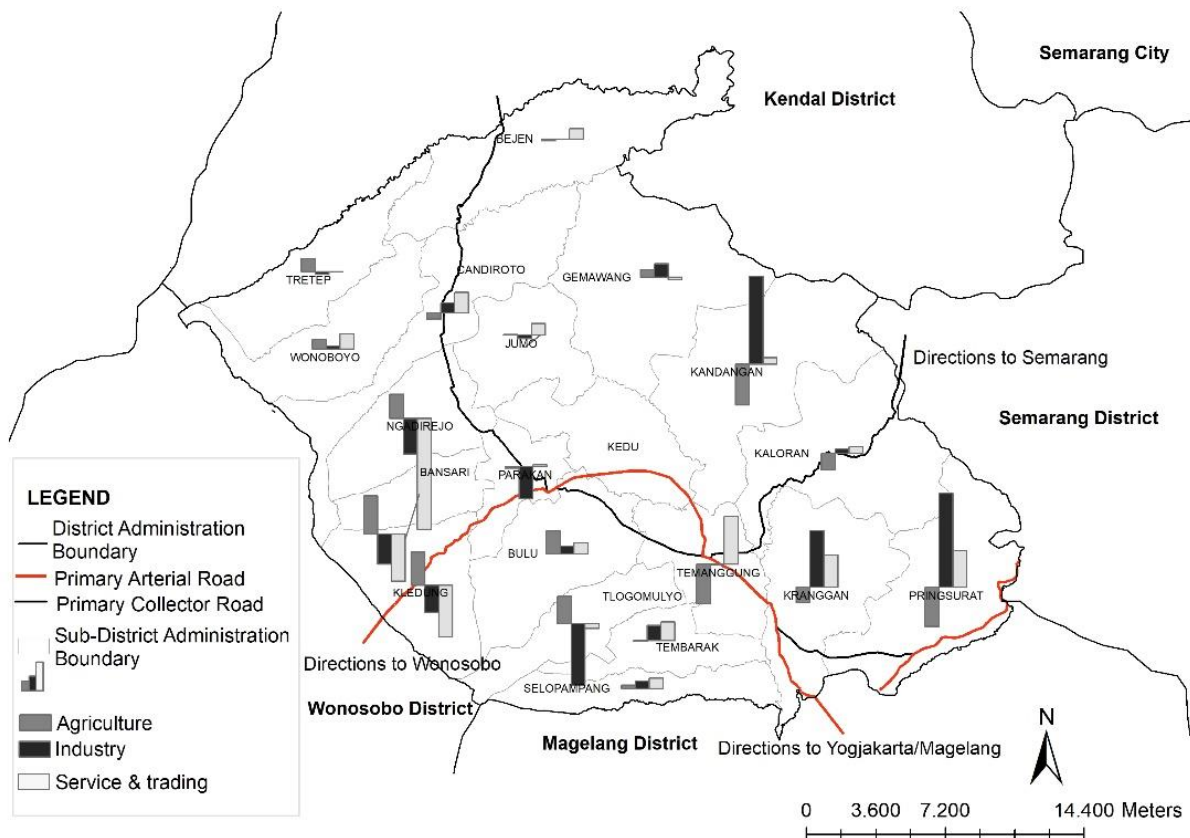 Semarang City
Kendal District
BEJEN
TRETEP
CANDIROTO
GEMAWANG
WONOBOYO
JUMO
KANDANGAN
Directions to Semarang
Semarang District
NGADIREJO
KEDU
KALORAN
BANSARI
PARAKAN
BULU
TEMANGGUNG
KLEDUNG
TLOGOMULYO
KRANGGAN
PRINGSURAT
TEMBARAK
Directions to Wonosobo
SELOPAMPANG
Wonosobo District
Magelang District
Directions to Yogjakarta/Magelang
LEGEND
District Administration
Boundary
Primary Arterial Road
Primary Collector Road
Sub-District Administration
Boundary
Agriculture
Industry
Service & trading
N
0 3.600 7.200 14.400 Meters